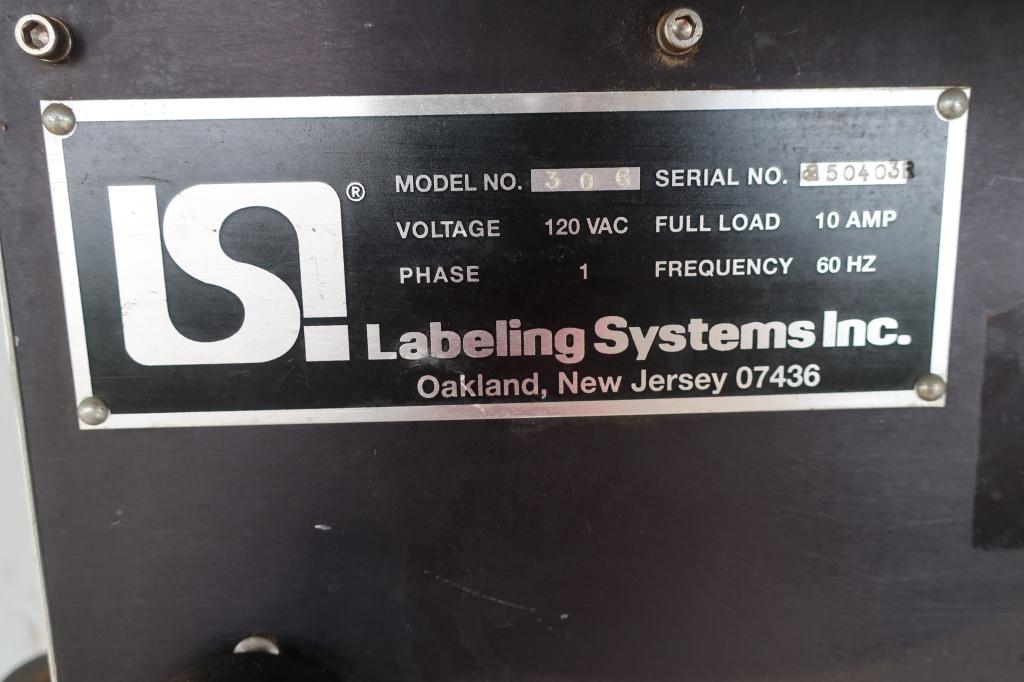 LSI ®
MODEL NO. 306 SERIAL NO. 850403R
VOLTAGE 120 VAC FULL LOAD 10 AMP
PHASE 1 FREQUENCY 60 HZ
Labeling Systems Inc.
Oakland, New Jersey 07436